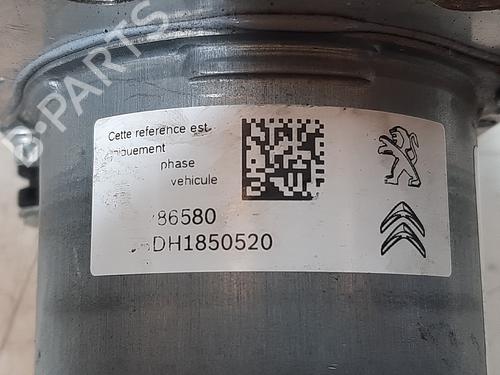 Cette reference est
uniquement
phase
vehicule
86580
DH1850520
B-PARTS